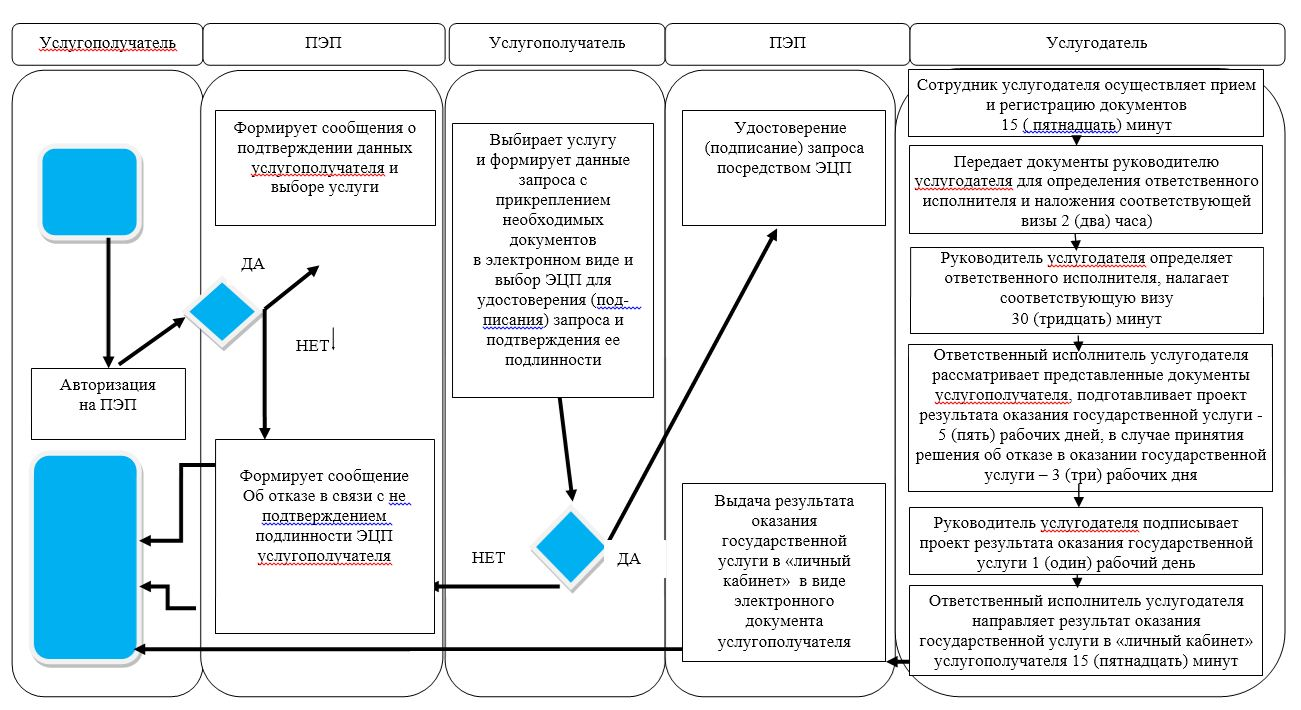 Услугополучатель
ПЭП
Услугополучатель
ПЭП
Услугодатель
Авторизация
на ПЭП
Формирует сообщения о
подтверждении данных
услугополучателя и
выборе услуги
ДА
НЕТ
Формирует сообщение
Об отказе в связи с не
подтверждением
подлинности ЭЦП
услугополучателя
Выбирает услугу
и формирует данные
запроса с
прикреплением
необходимых
документов
в электронном виде и
выбор ЭЦП для
удостоверения (под-
писания) запроса и
подтверждения ее
подлинности
НЕТ
ДА
Удостоверение
(подписание) запроса
посредством ЭЦП
Выдача результата
оказания
государственной
услуги в «личный
кабинет» в виде
электронного
документа
услугополучателя
Сотрудник услугодателя осуществляет прием
и регистрацию документов
15 ( пятнадцать) минут
Передает документы руководителю
услугодателя для определения ответственного
исполнителя и наложения соответствующей
визы 2 (два) часа)
Руководитель услугодателя определяет
ответственного исполнителя, налагает
соответствующую визу
30 (тридцать) минут
Ответственный исполнитель услугодателя
рассматривает представленные документы
услугополучателя, подготавливает проект
результата оказания государственной услуги -
5 (пять) рабочих дней, в случае принятия
решения об отказе в оказании государственной
услуги – 3 (три) рабочих дня
Руководитель услугодателя подписывает
проект результата оказания государственной
услуги 1 (один) рабочий день
Ответственный исполнитель услугодателя
направляет результат оказания
государственной услуги в «личный кабинет»
услугополучателя 15 (пятнадцать) минут